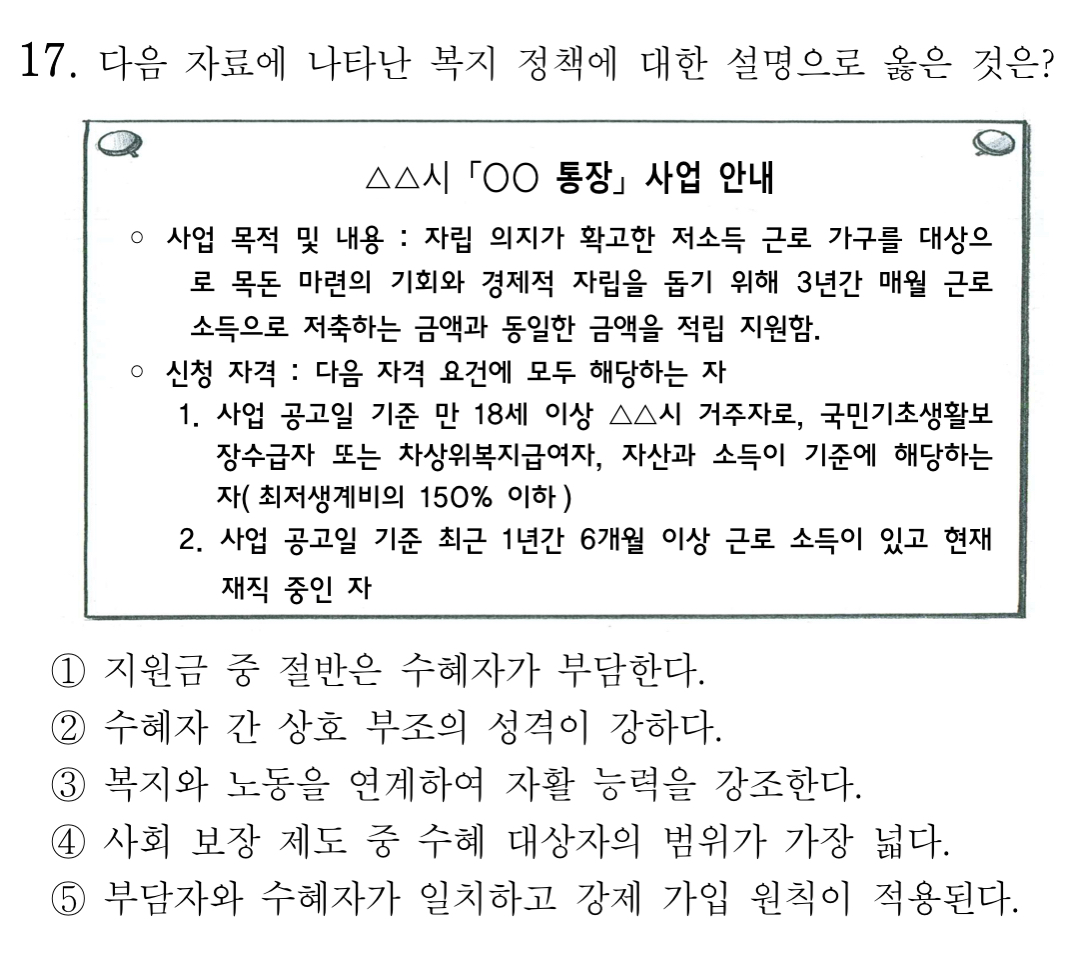 17. 다음 자료에 나타난 복지 정책에 대한 설명으로 옳은 것은?
△△시 「○○ 통장」 사업 안내
○ 사업 목적 및 내용 : 자립 의지가 확고한 저소득 근로 가구를 대상으
로 목돈 마련의 기회와 경제적 자립을 돕기 위해 3년간 매월 근로
소득으로 저축하는 금액과 동일한 금액을 적립 지원함.
○ 신청 자격 : 다음 자격 요건에 모두 해당하는 자
1. 사업 공고일 기준 만 18세 이상 △△시 거주자로, 국민기초생활보
장수급자 또는 차상위복지급여자, 자산과 소득이 기준에 해당하는
자(최저생계비의 150% 이하)
2. 사업 공고일 기준 최근 1년간 6개월 이상 근로 소득이 있고 현재
재직 중인 자
① 지원금 중 절반은 수혜자가 부담한다.
② 수혜자 간 상호 부조의 성격이 강하다.
③ 복지와 노동을 연계하여 자활 능력을 강조한다.
④ 사회 보장 제도 중 수혜 대상자의 범위가 가장 넓다.
⑤ 부담자와 수혜자가 일치하고 강제 가입 원칙이 적용된다.